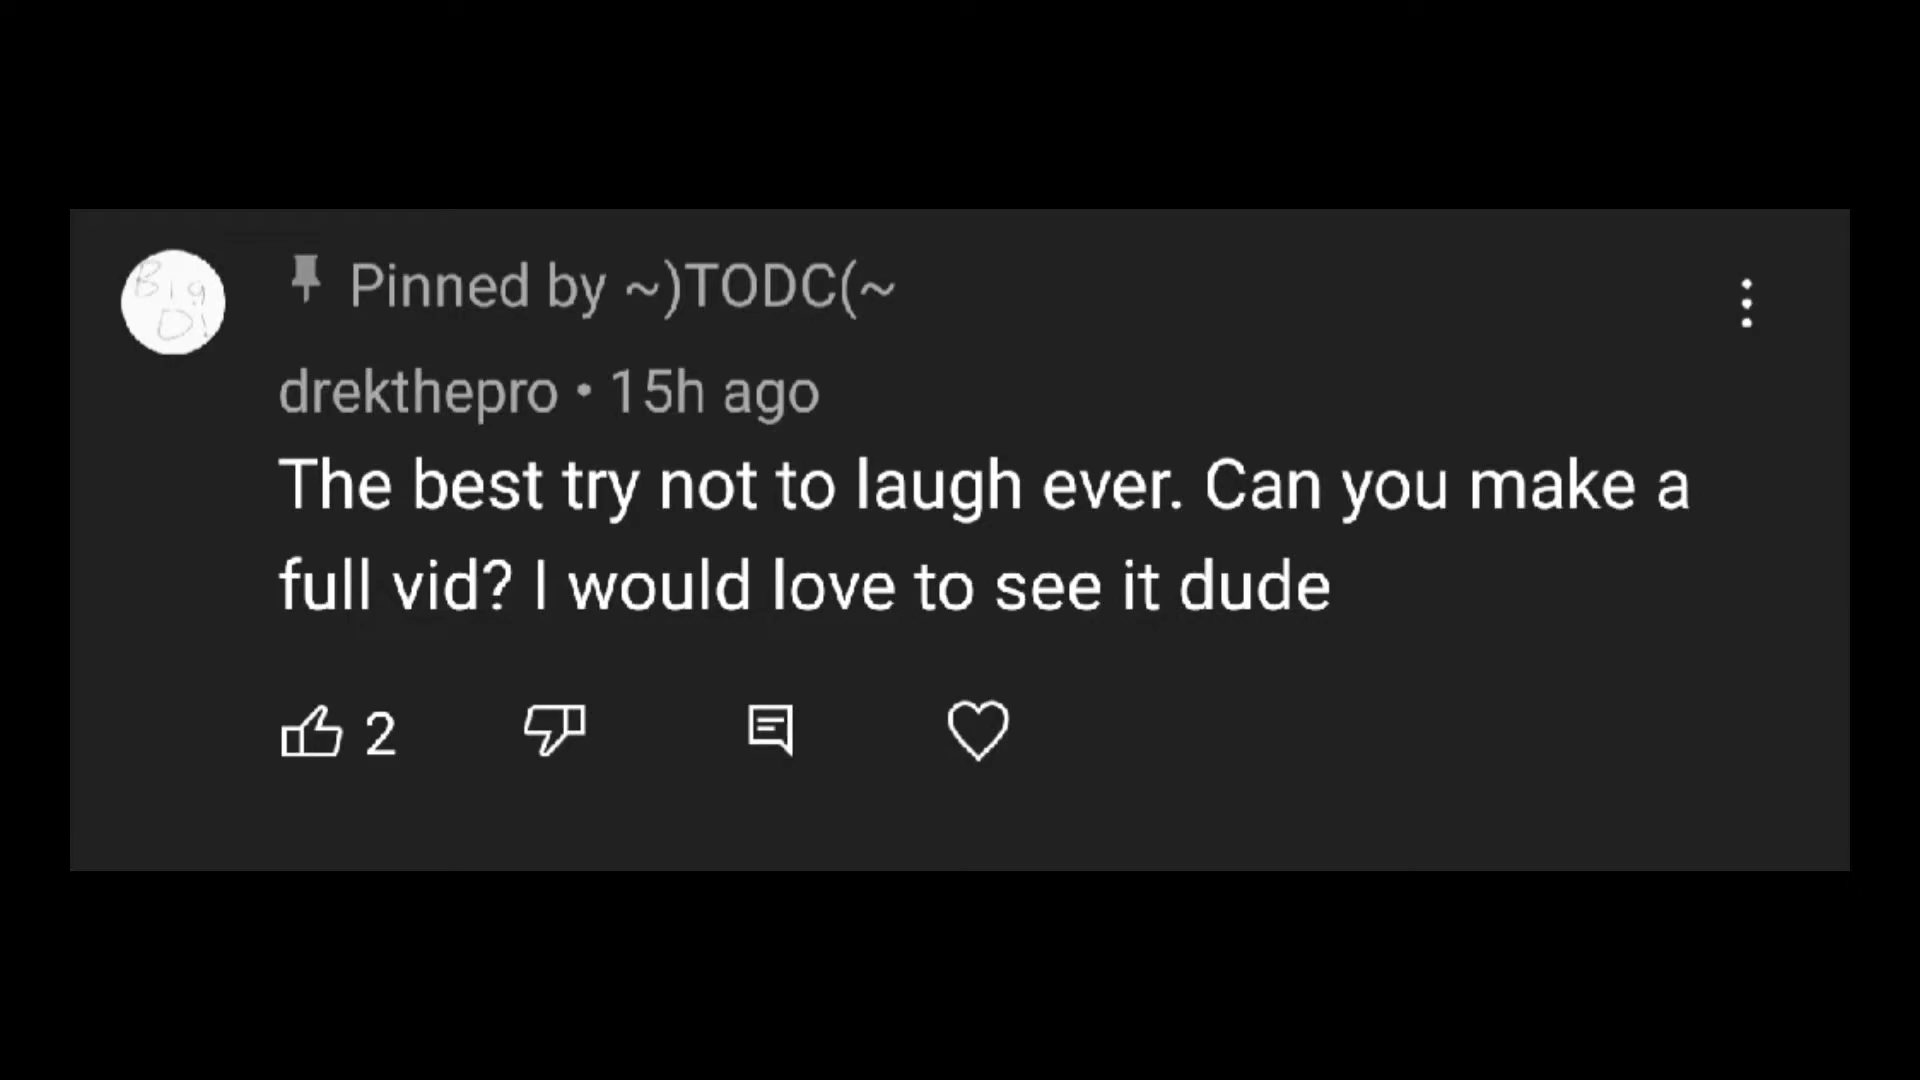 Big
D!
Pinned by ~)TODC(~
drekthepro • 15h ago
The best try not to laugh ever. Can you make a
full vid? I would love to see it dude
2